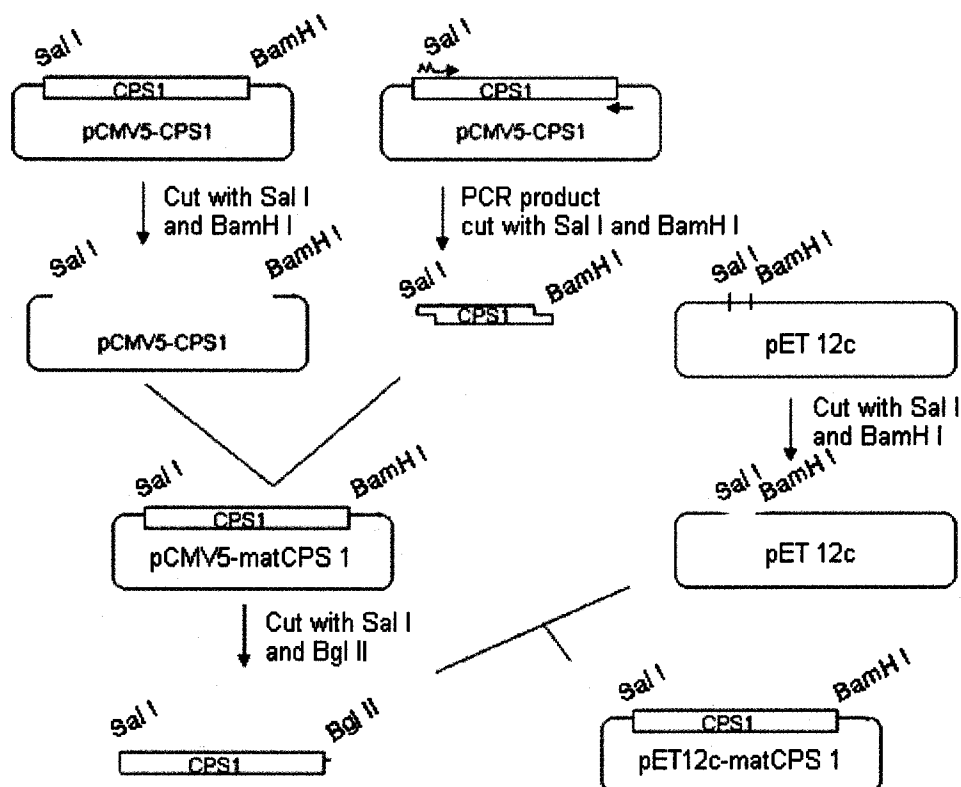 Sal I
BamH I
CPS1
pCMV5-CPS1
Sal I
CPS1
pCMV5-CPS1
Cut with Sal I
and BamH I
PCR product
cut with Sal I and BamH I
Sal I
BamH I
pCMV5-CPS1
Sal I
BamH I
CPS1
Sal I
BamH I
pET 12c
Cut with Sal I
and BamH I
Sal I
BamH I
CPS1
pCMV5-matCPS 1
Sal I
BamH I
pET 12c
Cut with Sal I
and Bgl II
Sal I
Bgl II
CPS1
Sal I
BamH I
CPS1
pET12c-matCPS 1